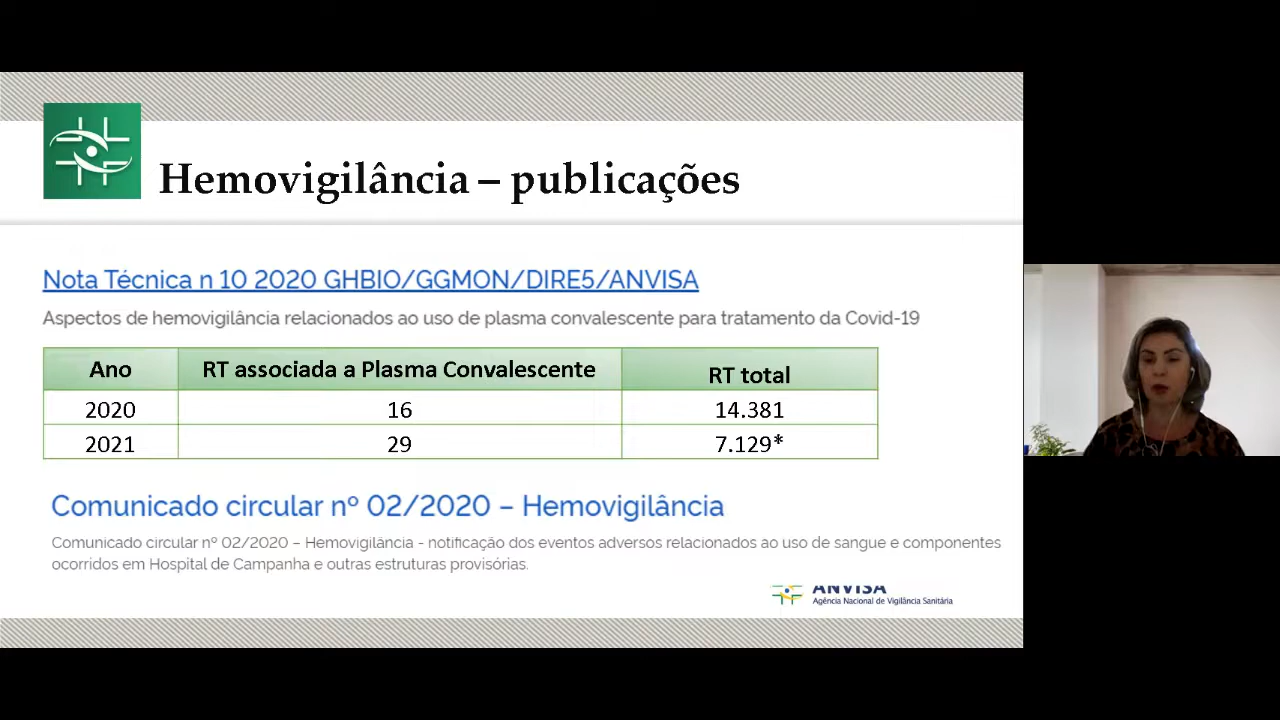 Hemovigilância – publicações
Nota Técnica n 10 2020 GHBIO/GGMON/DIRE5/ANVISA
Aspectos de hemovigilância relacionados ao uso de plasma convalescente para tratamento da Covid-19
Ano RT associada a Plasma Convalescente RT total
2020 16 14.381
2021 29 7.129*
Comunicado circular nº 02/2020 – Hemovigilância
Comunicado circular nº 02/2020 – Hemovigilância - notificação dos eventos adversos relacionados ao uso de sangue e componentes
ocorridos em Hospital de Campanha e outras estruturas provisórias.
ANVISA
Agência Nacional de Vigilância Sanitária